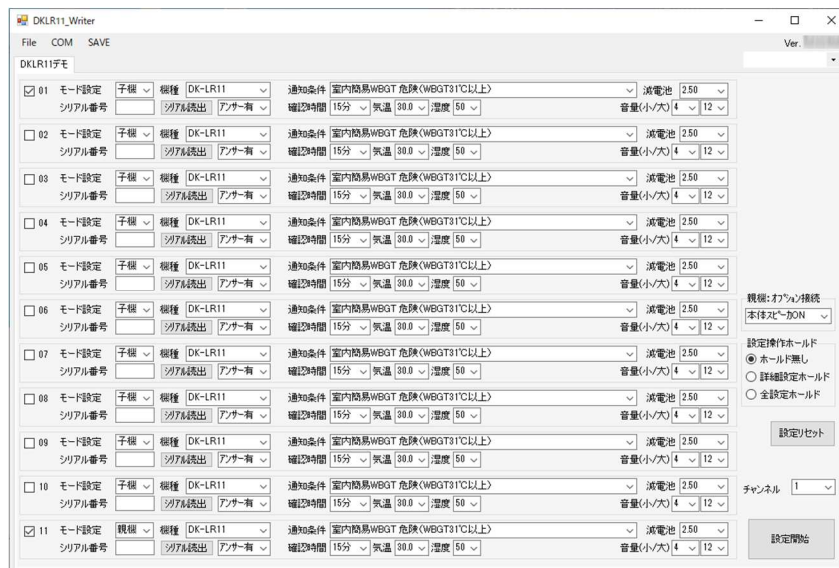 DKLR11_Writer
File COM SAVE
Ver.
DKLR11デモ
01 モード設定 子機 機種 DK-LR11 通知条件 室内簡易WBGT 危険(WBGT31℃以上) 減電池 2.50
シリアル番号 シリアル読出 アンサー有 確認時間 15分 気温 30.0 湿度 50 音量(小/大) 4 12
02 モード設定 子機 機種 DK-LR11 通知条件 室内簡易WBGT 危険(WBGT31℃以上) 減電池 2.50
シリアル番号 シリアル読出 アンサー有 確認時間 15分 気温 30.0 湿度 50 音量(小/大) 4 12
03 モード設定 子機 機種 DK-LR11 通知条件 室内簡易WBGT 危険(WBGT31℃以上) 減電池 2.50
シリアル番号 シリアル読出 アンサー有 確認時間 15分 気温 30.0 湿度 50 音量(小/大) 4 12
04 モード設定 子機 機種 DK-LR11 通知条件 室内簡易WBGT 危険(WBGT31℃以上) 減電池 2.50
シリアル番号 シリアル読出 アンサー有 確認時間 15分 気温 30.0 湿度 50 音量(小/大) 4 12
05 モード設定 子機 機種 DK-LR11 通知条件 室内簡易WBGT 危険(WBGT31℃以上) 減電池 2.50
シリアル番号 シリアル読出 アンサー有 確認時間 15分 気温 30.0 湿度 50 音量(小/大) 4 12
06 モード設定 子機 機種 DK-LR11 通知条件 室内簡易WBGT 危険(WBGT31℃以上) 減電池 2.50
シリアル番号 シリアル読出 アンサー有 確認時間 15分 気温 30.0 湿度 50 音量(小/大) 4 12
07 モード設定 子機 機種 DK-LR11 通知条件 室内簡易WBGT 危険(WBGT31℃以上) 減電池 2.50
シリアル番号 シリアル読出 アンサー有 確認時間 15分 気温 30.0 湿度 50 音量(小/大) 4 12
08 モード設定 子機 機種 DK-LR11 通知条件 室内簡易WBGT 危険(WBGT31℃以上) 減電池 2.50
シリアル番号 シリアル読出 アンサー有 確認時間 15分 気温 30.0 湿度 50 音量(小/大) 4 12
09 モード設定 子機 機種 DK-LR11 通知条件 室内簡易WBGT 危険(WBGT31℃以上) 減電池 2.50
シリアル番号 シリアル読出 アンサー有 確認時間 15分 気温 30.0 湿度 50 音量(小/大) 4 12
10 モード設定 子機 機種 DK-LR11 通知条件 室内簡易WBGT 危険(WBGT31℃以上) 減電池 2.50
シリアル番号 シリアル読出 アンサー有 確認時間 15分 気温 30.0 湿度 50 音量(小/大) 4 12
11 モード設定 親機 機種 DK-LR11 通知条件 室内簡易WBGT 危険(WBGT31℃以上) 減電池 2.50
シリアル番号 シリアル読出 アンサー有 確認時間 15分 気温 30.0 湿度 50 音量(小/大) 4 12
親機:オプション接続
本体スピーカON
設定操作ホールド
ホールド無し
詳細設定ホールド
全設定ホールド
設定リセット
チャンネル 1
設定開始